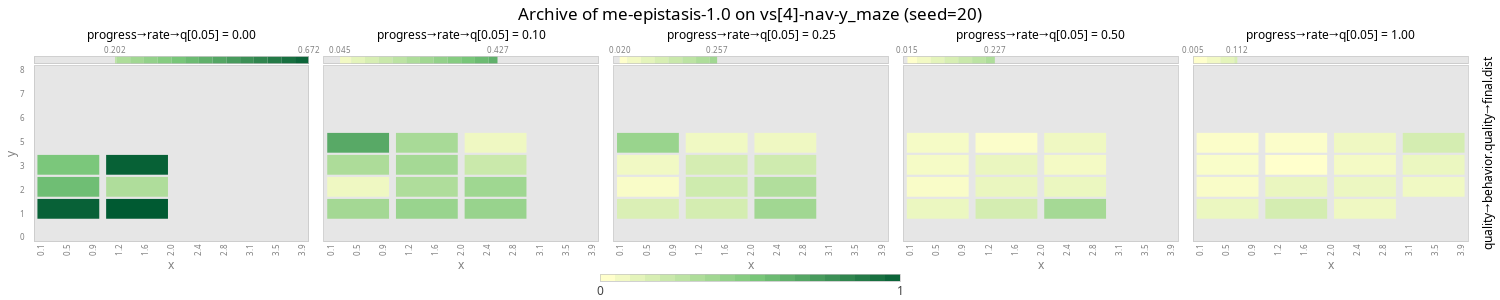 Archive of me-epistasis-1.0 on vs[4]-nav-y_maze (seed=20)
progress→rate→q[0.05] = 0.00
progress→rate→q[0.05] = 0.10
progress→rate→q[0.05] = 0.25
progress→rate→q[0.05] = 0.50
progress→rate→q[0.05] = 1.00
0.202 0.672
0.045 0.427
0.020 0.257
0.015 0.227
0.005 0.112
8
7
6
5
y
3
2
1
0
0.1 0.5 0.9 1.2 1.6 2.0 2.4 2.8 3.1 3.5 3.9
0.1 0.5 0.9 1.2 1.6 2.0 2.4 2.8 3.1 3.5 3.9
0.1 0.5 0.9 1.2 1.6 2.0 2.4 2.8 3.1 3.5 3.9
0.1 0.5 0.9 1.2 1.6 2.0 2.4 2.8 3.1 3.5 3.9
0.1 0.5 0.9 1.2 1.6 2.0 2.4 2.8 3.1 3.5 3.9
x
x
x
x
x
quality→behavior.quality→final.dist
0 1